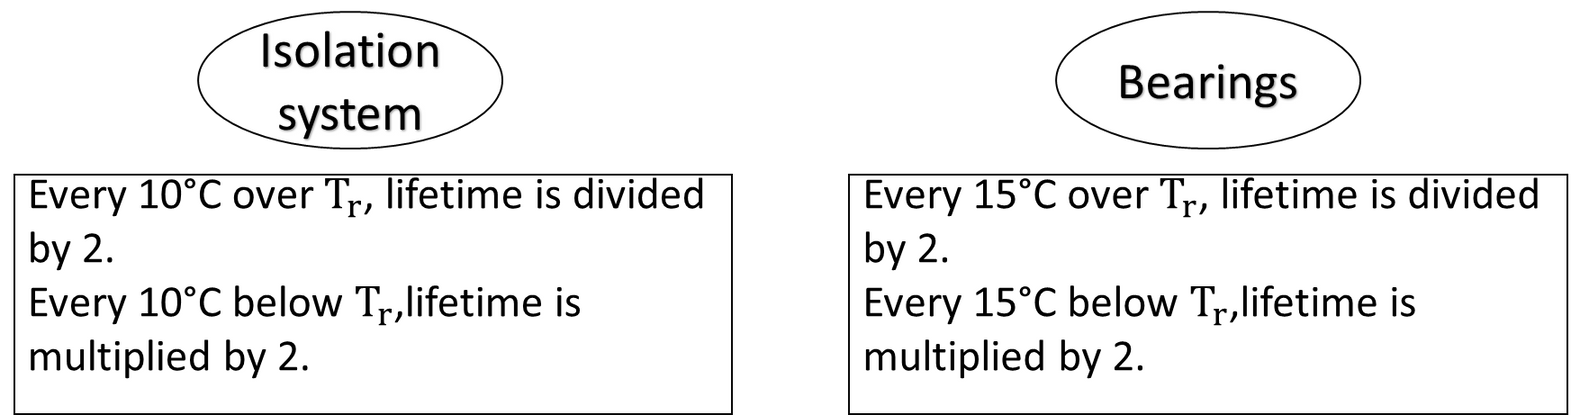 Isolation
system
Every 10°C over Tr, lifetime is divided
by 2.
Every 10°C below Tr,lifetime is
multiplied by 2.
Bearings
Every 15°C over Tr, lifetime is divided
by 2.
Every 15°C below Tr,lifetime is
multiplied by 2.